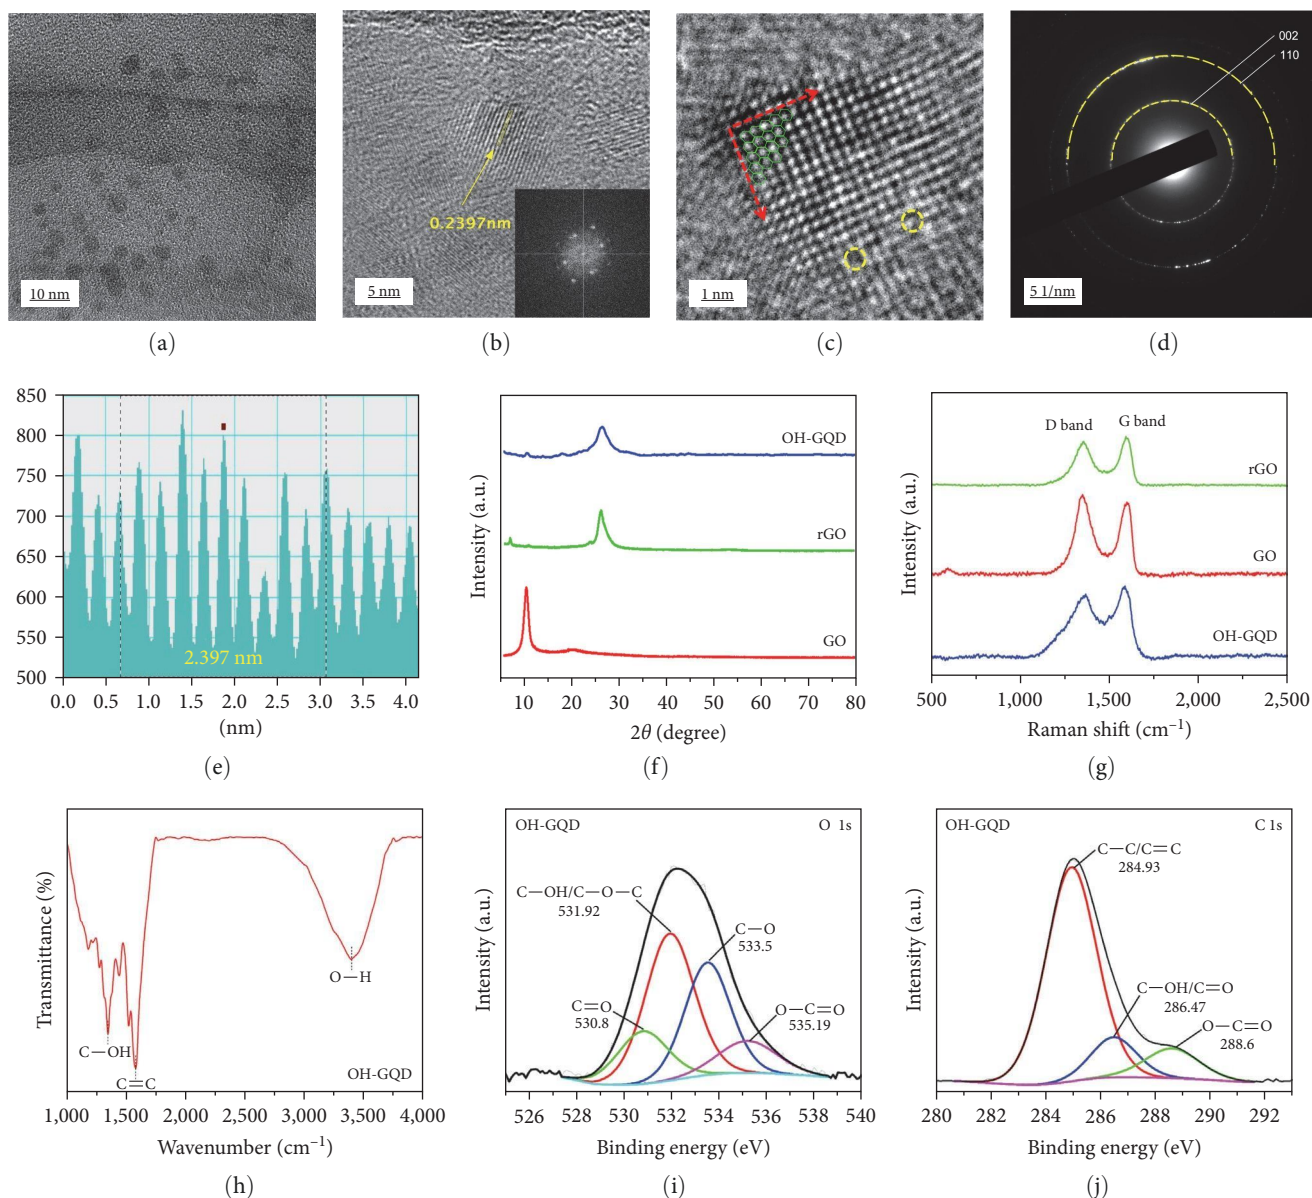 10 nm
(a)
0.2397nm
5 nm
(b)
1 nm
(c)
002
110
5 1/nm
(d)
850
800
750
700
650
600
550
500
2.397 nm
0.0 0.5 1.0 1.5 2.0 2.5 3.0 3.5 4.0
(nm)
(e)
Intensity (a.u.)
OH-GQD
rGO
GO
10 20 30 40 50 60 70 80
2θ (degree)
(f)
Intensity (a.u.)
D band
G band
rGO
GO
OH-GQD
500 1,000 1,500 2,000 2,500
Raman shift (cm⁻¹)
(g)
Transmittance (%)
O—H
C—OH
C=C
OH-GQD
1,000 1,500 2,000 2,500 3,000 3,500 4,000
Wavenumber (cm⁻¹)
(h)
Intensity (a.u.)
OH-GQD
O 1s
C—OH/C—O—C
531.92
C—O
533.5
C=O
530.8
O—C=O
535.19
526 528 530 532 534 536 538 540
Binding energy (eV)
(i)
Intensity (a.u.)
OH-GQD
C 1s
C—C/C=C
284.93
C—OH/C=O
286.47
O—C=O
288.6
280 282 284 286 288 290 292
Binding energy (eV)
(j)